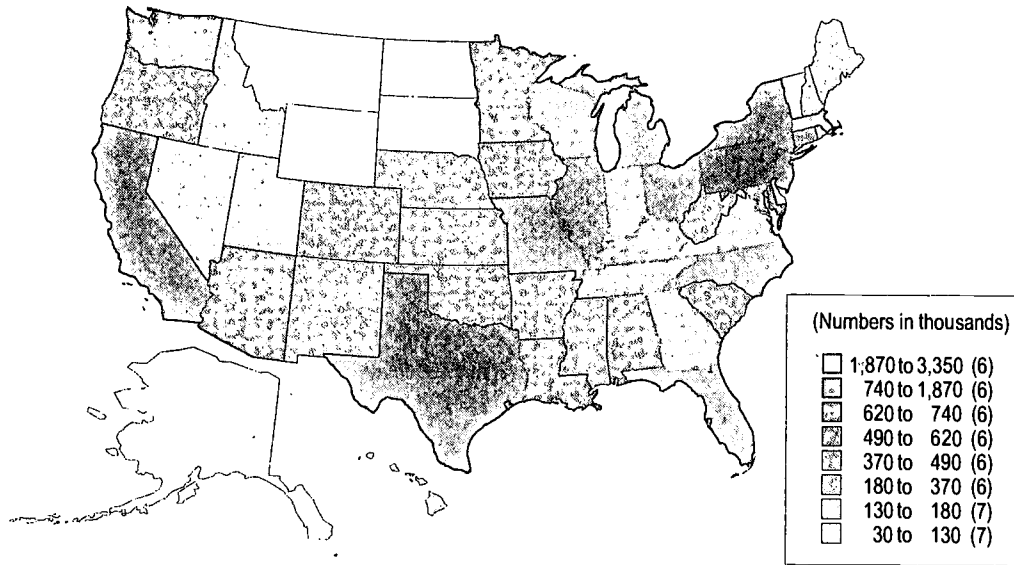 (Numbers in thousands)
1,870 to 3,350 (6)
740 to 1,870 (6)
620 to 740 (6)
490 to 620 (6)
370 to 490 (6)
180 to 370 (6)
130 to 180 (7)
30 to 130 (7)